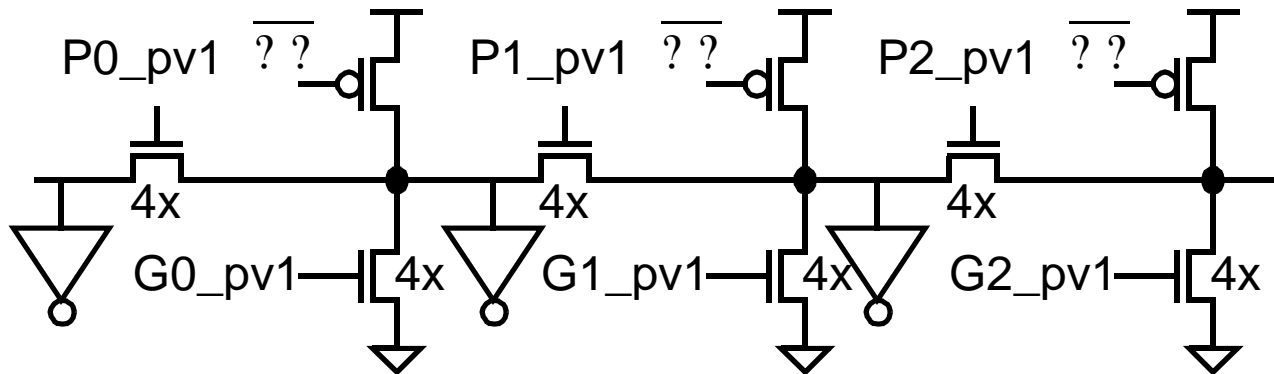 P0_pv1 ? ? P1_pv1 ? ? P2_pv1 ? ?
4x 4x 4x
G0_pv1 4x G1_pv1 4x G2_pv1 4x